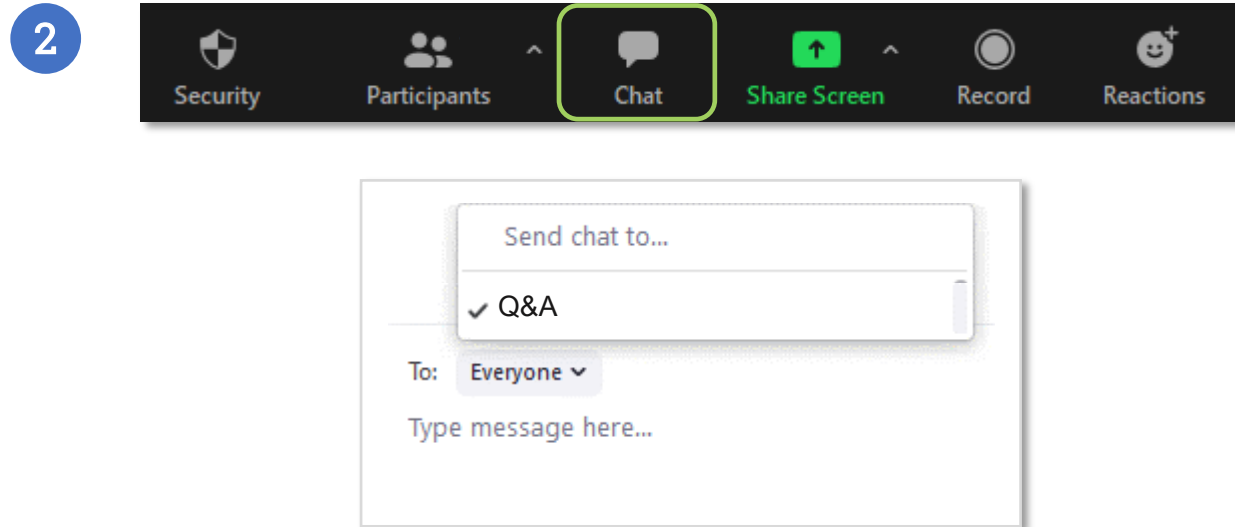 2
Security Participants Chat Share Screen Record Reactions
Send chat to...
Q&A
To: Everyone
Type message here...